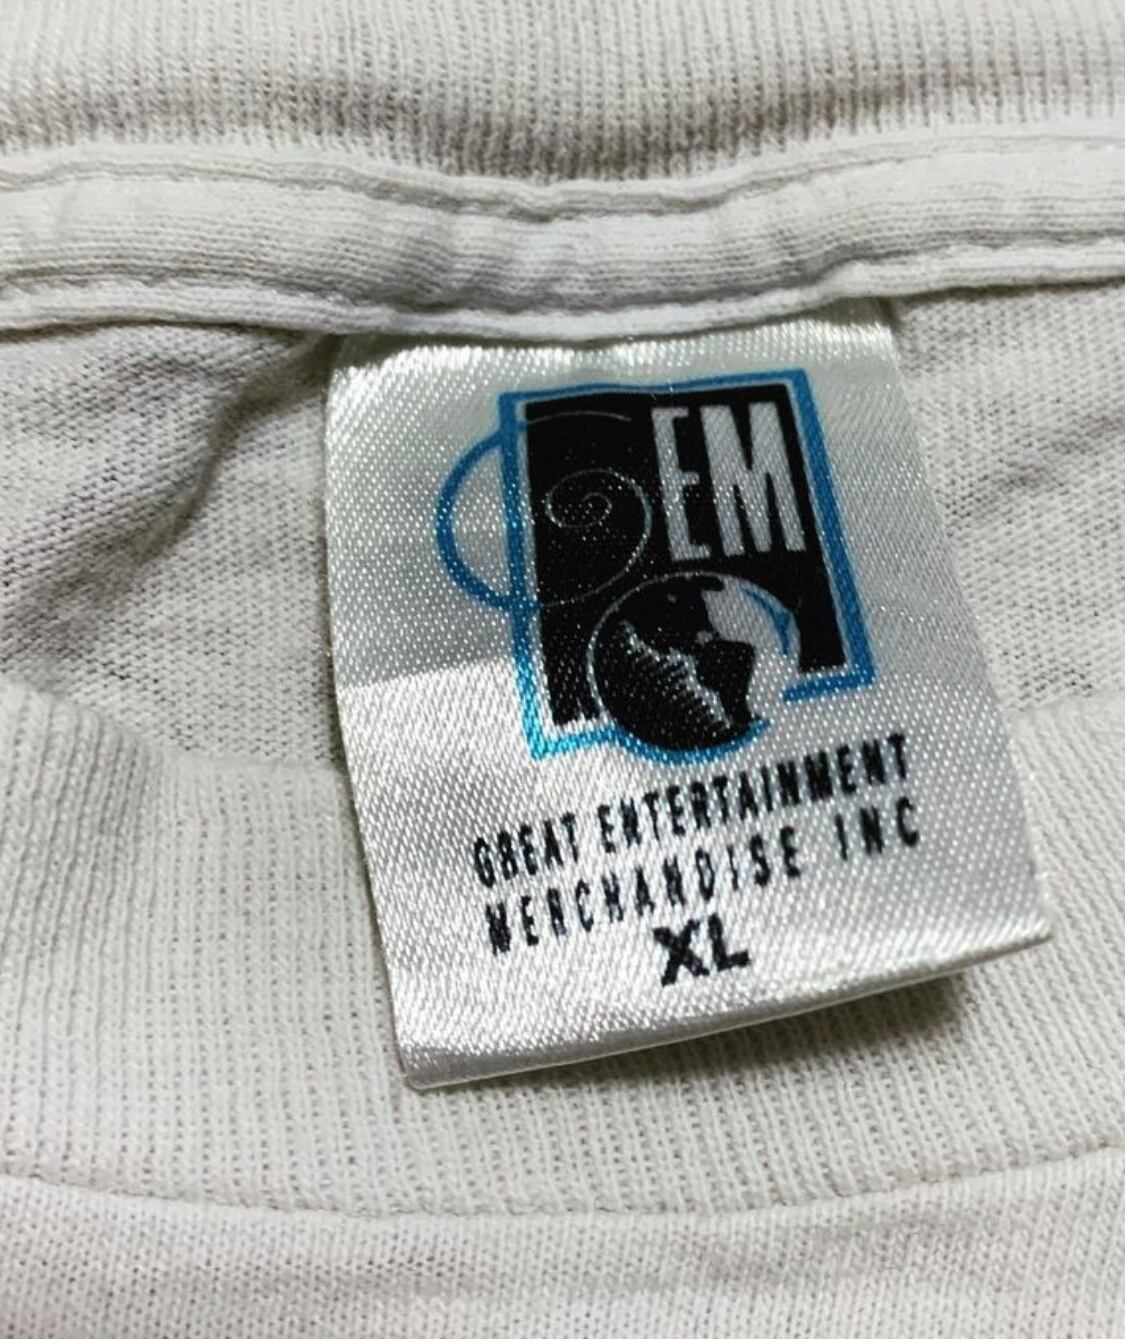 GEM
GREAT ENTERTAINMENT
MERCHANDISE INC
XL